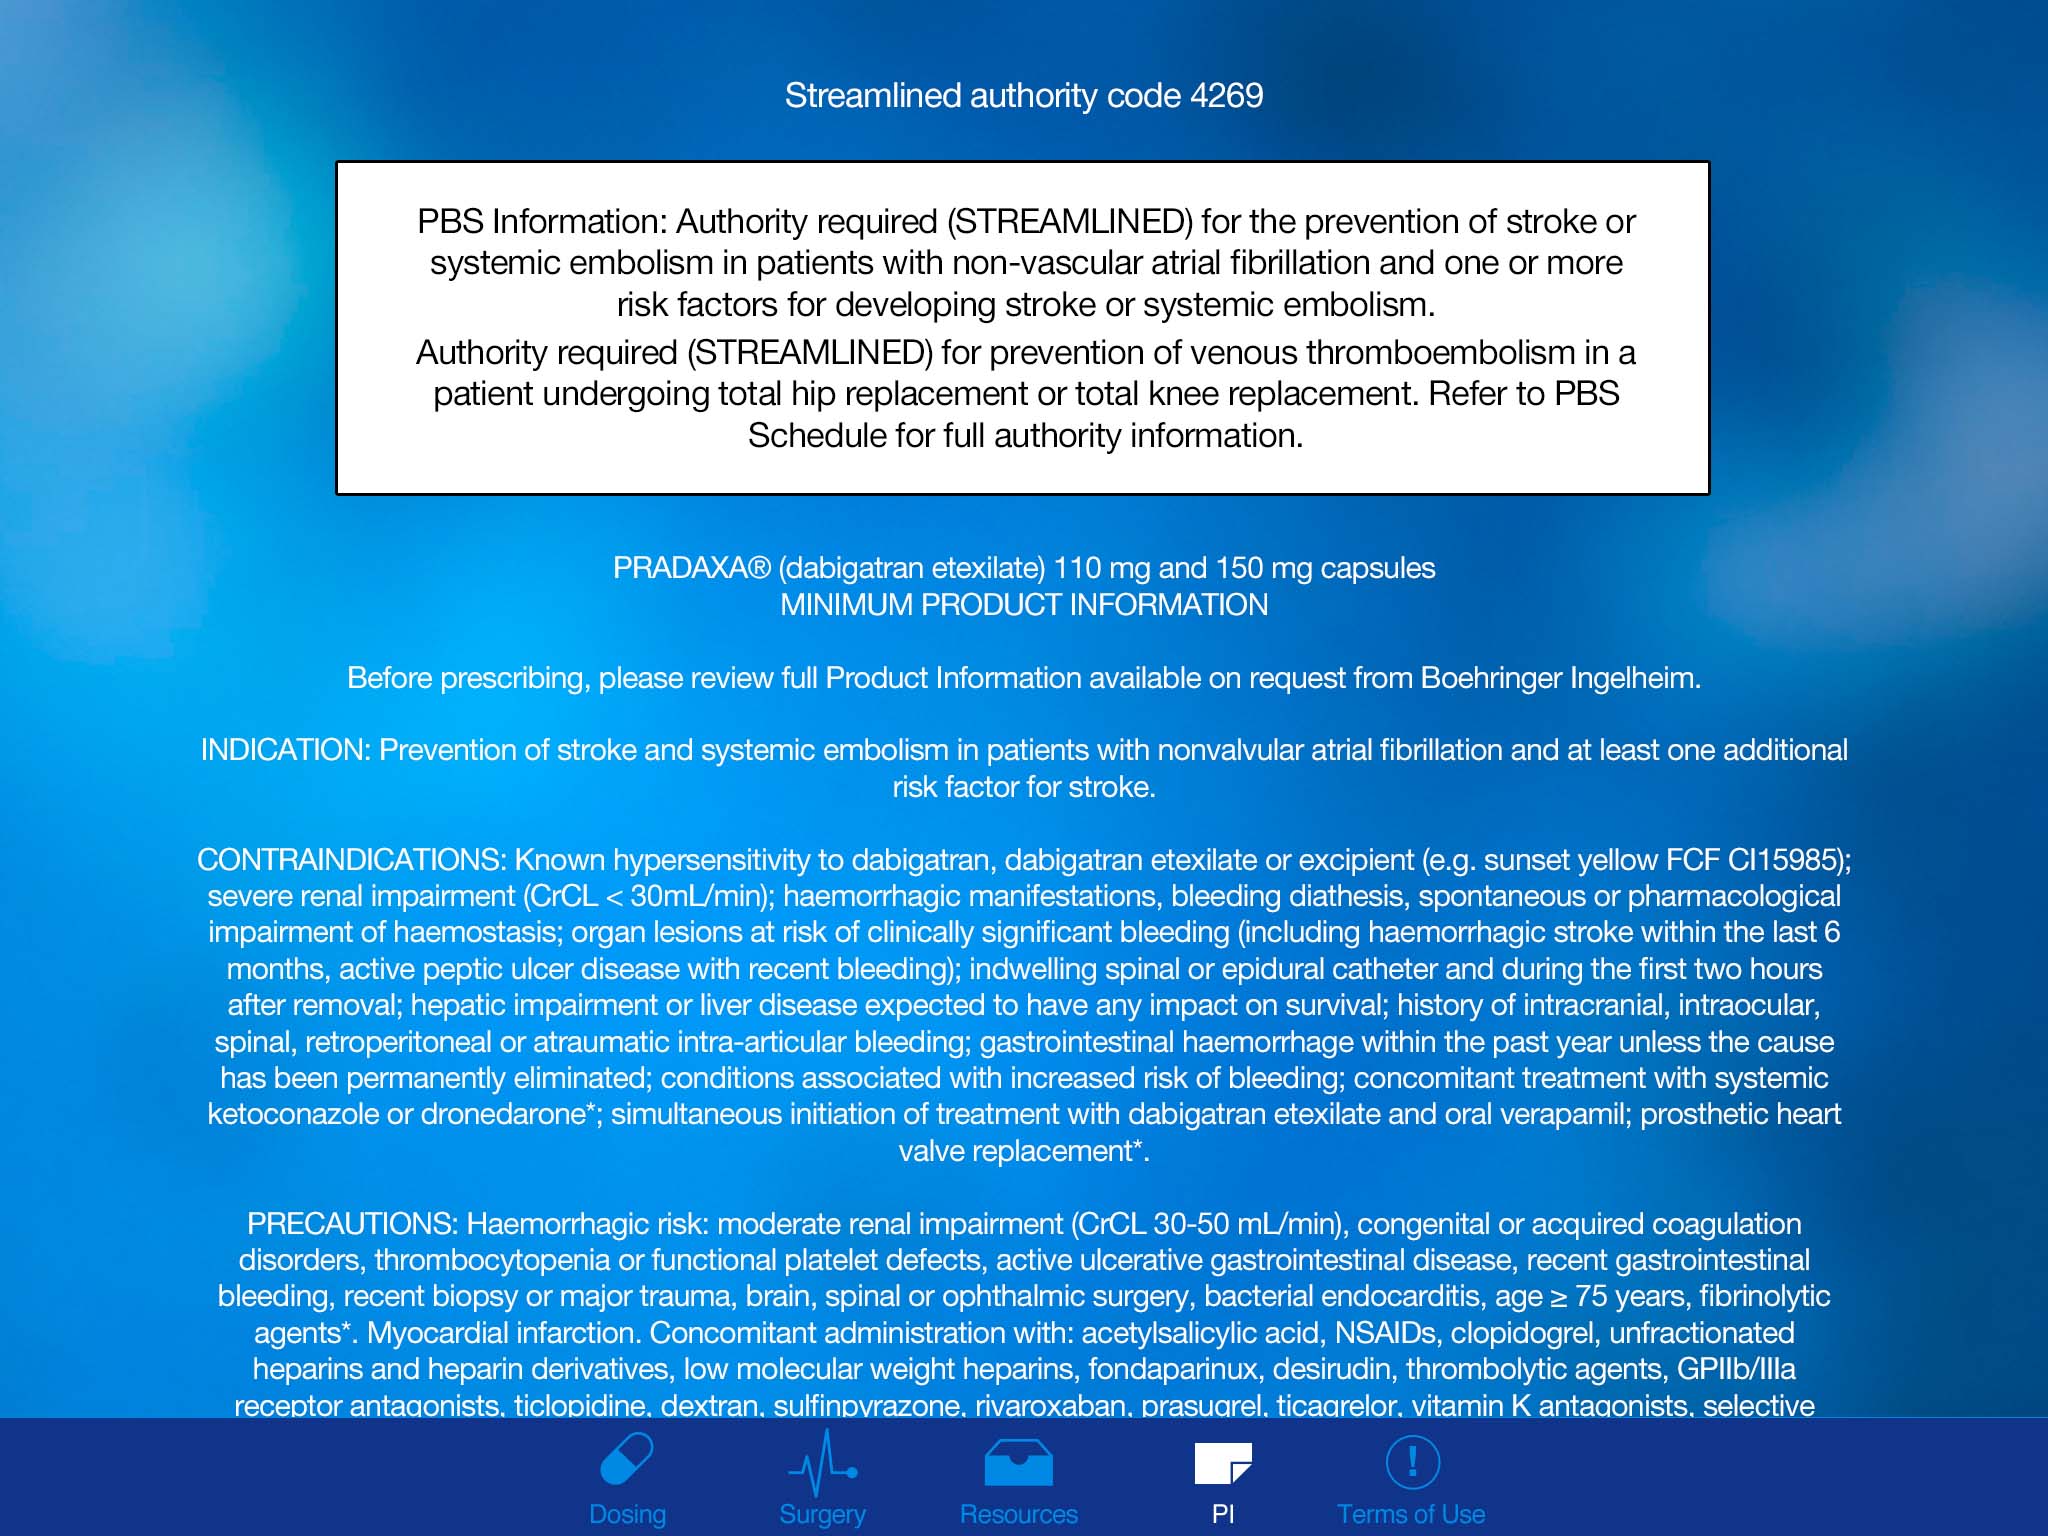 Streamlined authority code 4269
PBS Information: Authority required (STREAMLINED) for the prevention of stroke or
systemic embolism in patients with non-vascular atrial fibrillation and one or more
risk factors for developing stroke or systemic embolism.
Authority required (STREAMLINED) for prevention of venous thromboembolism in a
patient undergoing total hip replacement or total knee replacement. Refer to PBS
Schedule for full authority information.
PRADAXA® (dabigatran etexilate) 110 mg and 150 mg capsules
MINIMUM PRODUCT INFORMATION
Before prescribing, please review full Product Information available on request from Boehringer Ingelheim.
INDICATION: Prevention of stroke and systemic embolism in patients with nonvalvular atrial fibrillation and at least one additional
risk factor for stroke.
CONTRAINDICATIONS: Known hypersensitivity to dabigatran, dabigatran etexilate or excipient (e.g. sunset yellow FCF CI15985);
severe renal impairment (CrCL < 30mL/min); haemorrhagic manifestations, bleeding diathesis, spontaneous or pharmacological
impairment of haemostasis; organ lesions at risk of clinically significant bleeding (including haemorrhagic stroke within the last 6
months, active peptic ulcer disease with recent bleeding); indwelling spinal or epidural catheter and during the first two hours
after removal; hepatic impairment or liver disease expected to have any impact on survival; history of intracranial, intraocular,
spinal, retroperitoneal or atraumatic intra-articular bleeding; gastrointestinal haemorrhage within the past year unless the cause
has been permanently eliminated; conditions associated with increased risk of bleeding; concomitant treatment with systemic
ketoconazole or dronedarone*; simultaneous initiation of treatment with dabigatran etexilate and oral verapamil; prosthetic heart
valve replacement*.
PRECAUTIONS: Haemorrhagic risk: moderate renal impairment (CrCL 30-50 mL/min), congenital or acquired coagulation
disorders, thrombocytopenia or functional platelet defects, active ulcerative gastrointestinal disease, recent gastrointestinal
bleeding, recent biopsy or major trauma, brain, spinal or ophthalmic surgery, bacterial endocarditis, age ≥ 75 years, fibrinolytic
agents*. Myocardial infarction. Concomitant administration with: acetylsalicylic acid, NSAIDs, clopidogrel, unfractionated
heparins and heparin derivatives, low molecular weight heparins, fondaparinux, desirudin, thrombolytic agents, GPIIb/IIIa
receptor antagonists, ticlopidine, dextran, sulfinpyrazone, rivaroxaban, prasugrel, ticagrelor, vitamin K antagonists, selective
Dosing
Surgery
Resources
PI
Terms of Use